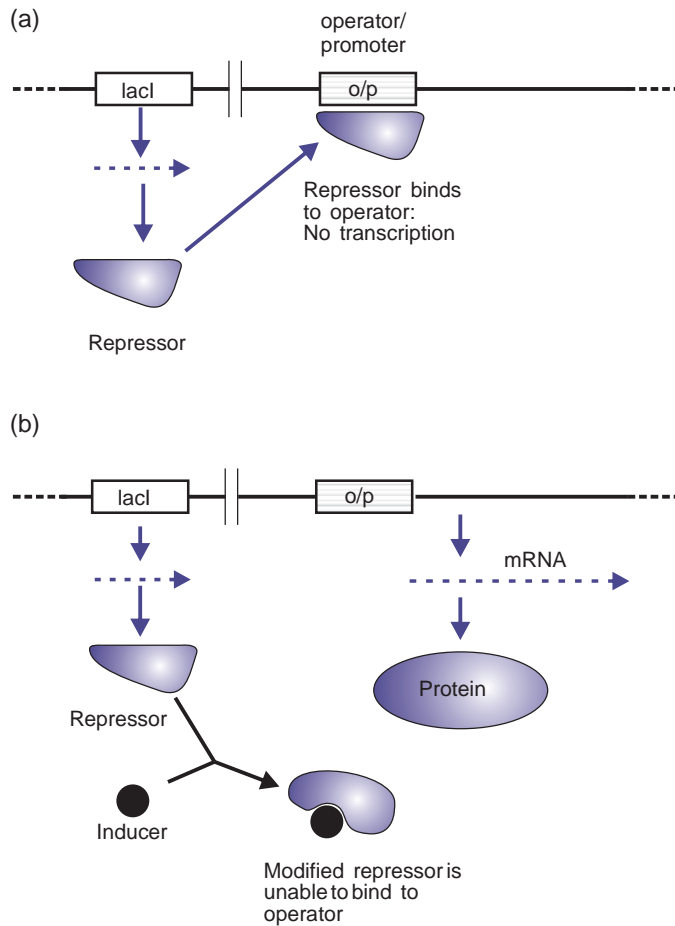 (a)
operator/
promoter
lacI
o/p
Repressor binds
to operator:
No transcription
Repressor
(b)
lacI
o/p
mRNA
Protein
Repressor
Inducer
Modified repressor is
unable to bind to
operator